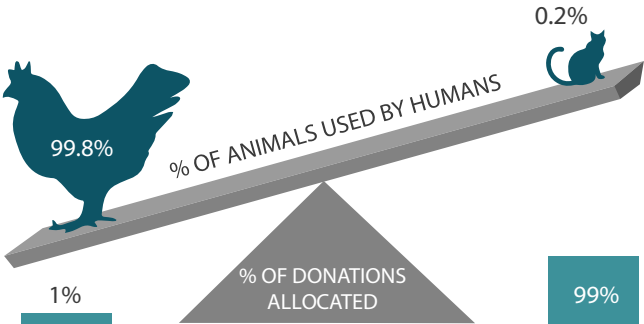 0.2%
99.8%
% OF ANIMALS USED BY HUMANS
% OF DONATIONS
ALLOCATED
1%
99%